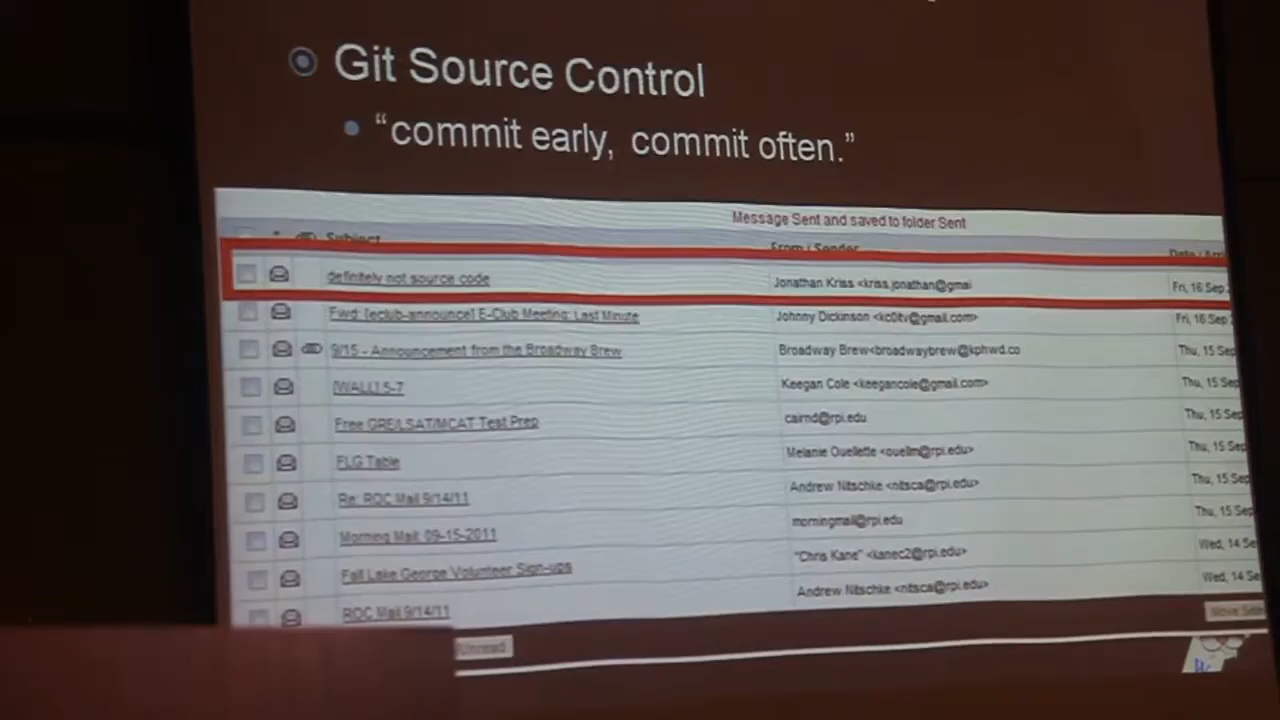 Git Source Control
“commit early, commit often.”
Message Sent and saved to folder Sent
Subject From / Sender
definitely not source code Jonathan Kriss <kriss.jonathan@gmai Fri, 16 Sep
Fwd: [eclub-announce] E-Club Meeting: Last Minute Johnny Dickinson <kc0itv@gmail.com> Fri, 16 Sep
9/15 - Announcement from the Broadway Brew Broadway Brew<broadwaybrew@kphwd.co Thu, 15 Sep
[WALL] 5-7 Keegan Cole <keegancole@gmail.com> Thu, 15 Sep
Free GRE/LSAT/MCAT Test Prep cairnd@rpi.edu Thu, 15 Sep
FLG Table Melanie Ouellette <ouellm@rpi.edu> Thu, 15 Sep
Re: ROC Mail 9/14/11 Andrew Nitschke <nitsca@rpi.edu> Thu, 15 Sep
Morning Mail: 09-15-2011 morningmail@rpi.edu Thu, 15 Sep
Fall Lake George Volunteer Sign-ups "Chris Kane" <kanec2@rpi.edu> Wed, 14 Se
ROC Mail 9/14/11 Andrew Nitschke <nitsca@rpi.edu> Wed, 14 Se
Unread